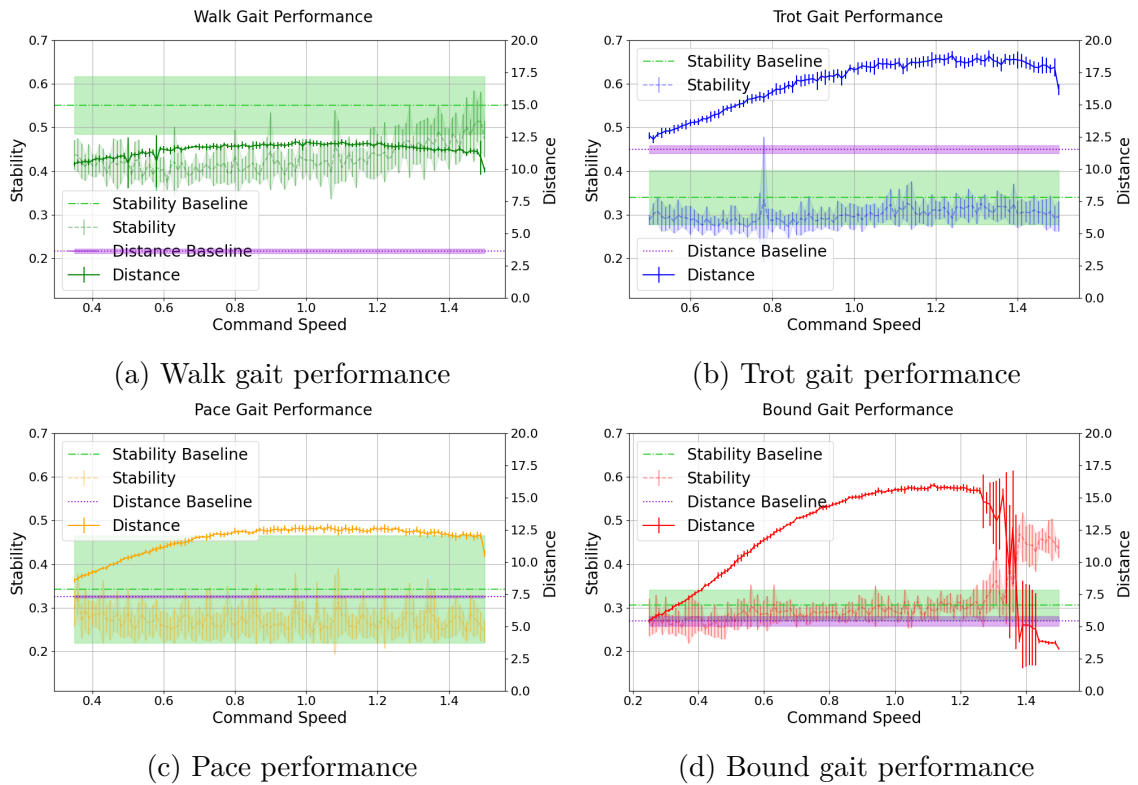 Walk Gait Performance
0.7
0.6
0.5
0.4
0.3
0.2
Stability
20.0
17.5
15.0
12.5
10.0
7.5
5.0
2.5
0.0
Distance
Stability Baseline
Stability
Distance Baseline
Distance
0.4 0.6 0.8 1.0 1.2 1.4
Command Speed
(a) Walk gait performance
Trot Gait Performance
0.7
0.6
0.5
0.4
0.3
0.2
Stability
20.0
17.5
15.0
12.5
10.0
7.5
5.0
2.5
0.0
Distance
Stability Baseline
Stability
Distance Baseline
Distance
0.6 0.8 1.0 1.2 1.4
Command Speed
(b) Trot gait performance
Pace Gait Performance
0.7
0.6
0.5
0.4
0.3
0.2
Stability
20.0
17.5
15.0
12.5
10.0
7.5
5.0
2.5
0.0
Distance
Stability Baseline
Stability
Distance Baseline
Distance
0.4 0.6 0.8 1.0 1.2 1.4
Command Speed
(c) Pace performance
Bound Gait Performance
0.7
0.6
0.5
0.4
0.3
0.2
Stability
20.0
17.5
15.0
12.5
10.0
7.5
5.0
2.5
0.0
Distance
Stability Baseline
Stability
Distance Baseline
Distance
0.2 0.4 0.6 0.8 1.0 1.2 1.4
Command Speed
(d) Bound gait performance